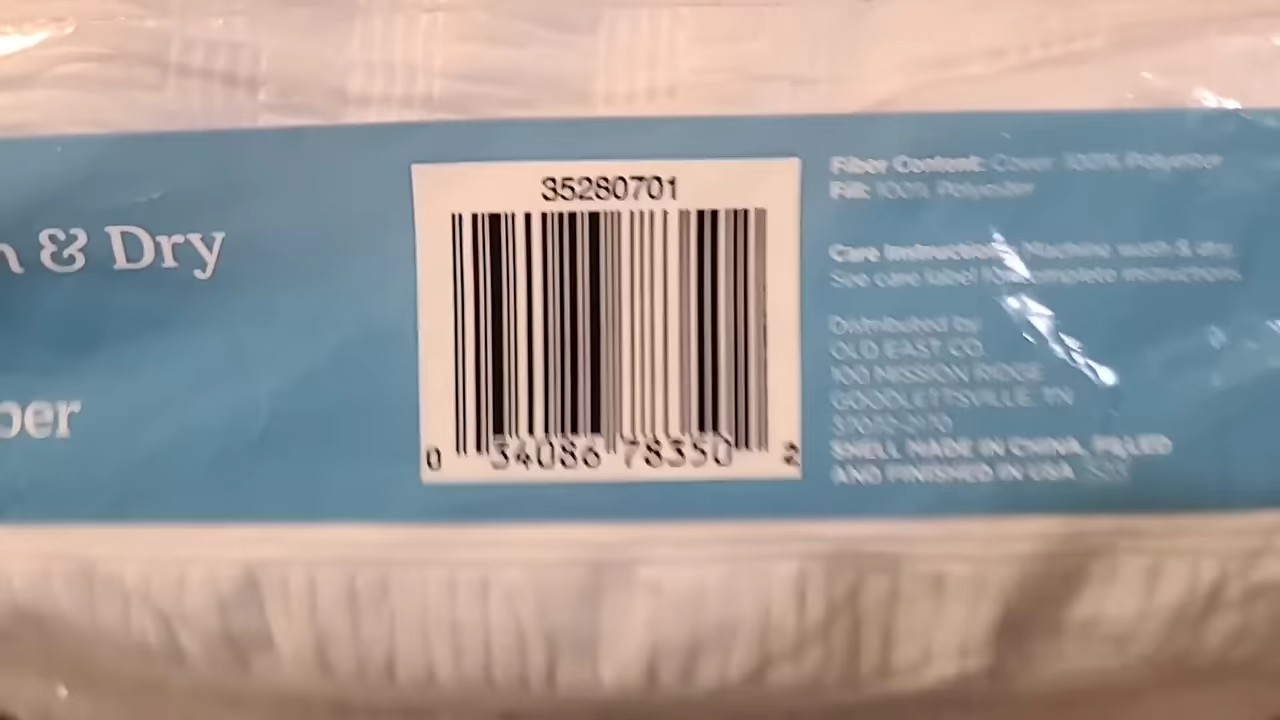 & Dry
35280701
0 34086 78350 2
Fiber Content: Cover: 100% Polyester
Fill: 100% Polyester
Care Instructions: Machine wash & dry.
See care label for complete instructions.
Distributed by:
OLD EAST CO.
100 MISSION RIDGE
GOODLETTSVILLE, TN
SHELL MADE IN CHINA, FILLED
AND FINISHED IN USA